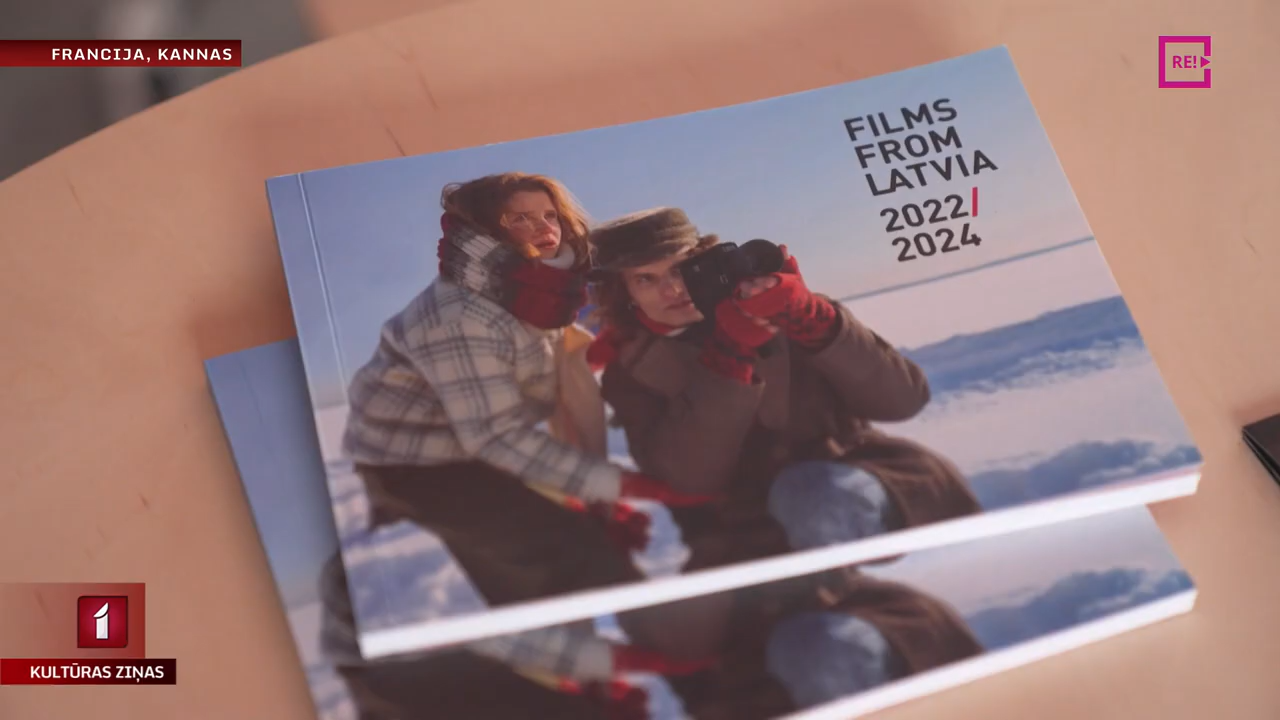 FRANCIJA, KANNAS
RE!
FILMS
FROM
LATVIA
2022/
2024
1
KULTŪRAS ZIŅAS